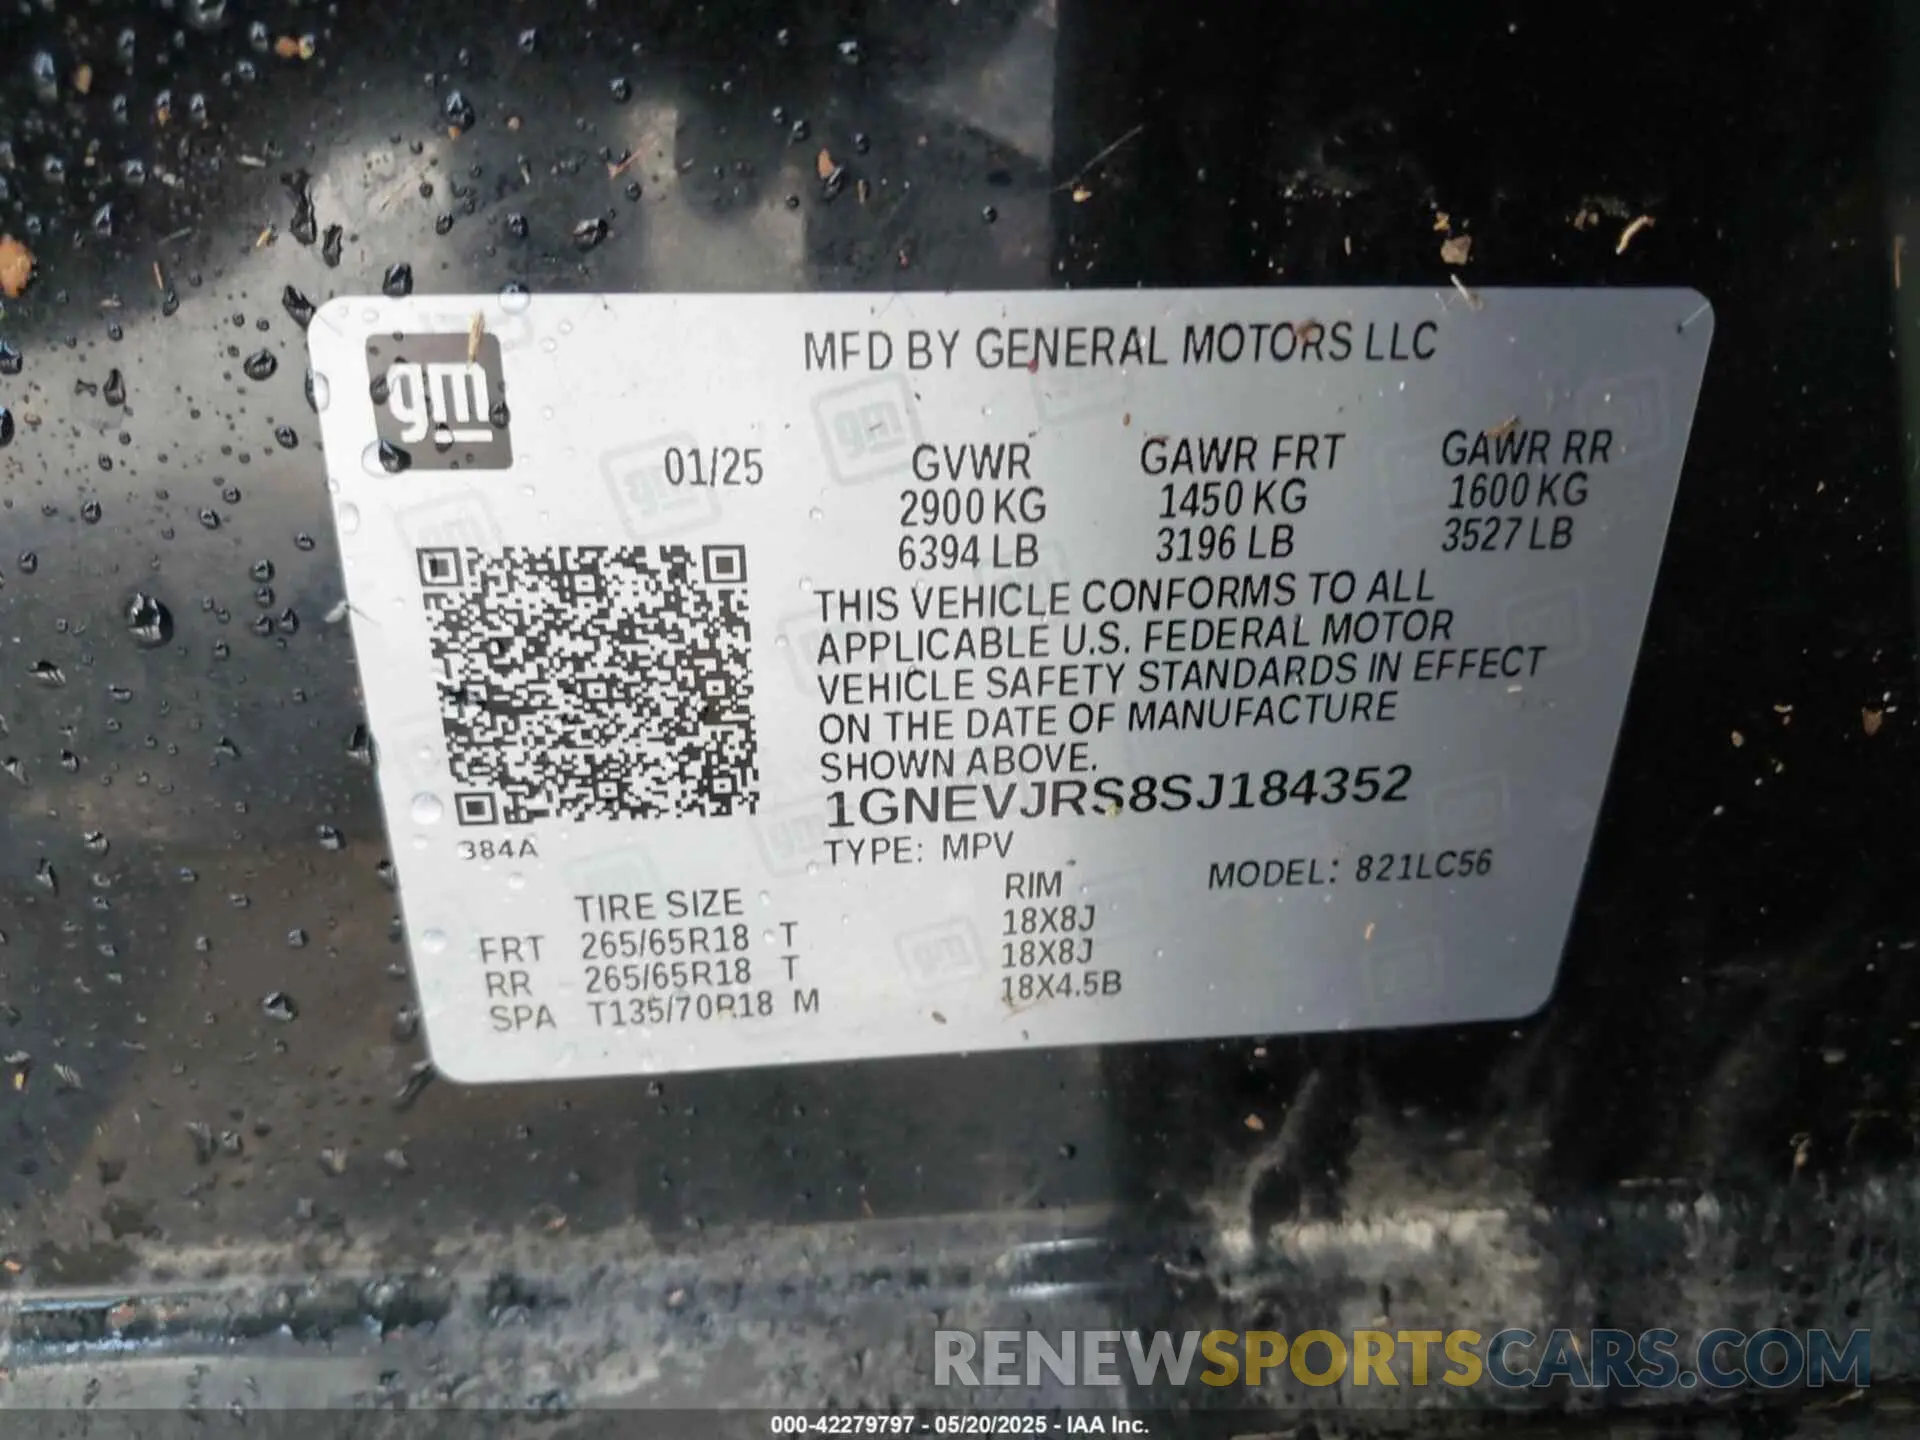 gm
MFD BY GENERAL MOTORS LLC
01/25
GVWR GAWR FRT GAWR RR
2900 KG 1450 KG 1600 KG
6394 LB 3196 LB 3527 LB
THIS VEHICLE CONFORMS TO ALL
APPLICABLE U.S. FEDERAL MOTOR
VEHICLE SAFETY STANDARDS IN EFFECT
ON THE DATE OF MANUFACTURE
SHOWN ABOVE.
1GNEVJRS8SJ184352
384A
TYPE: MPV
MODEL: 821LC56
TIRE SIZE RIM
FRT 265/65R18 T 18X8J
RR 265/65R18 T 18X8J
SPA T135/70R18 M 18X4.5B
RENEWSPORTSCARS.COM
000-42279797 - 05/20/2025 - IAA Inc.